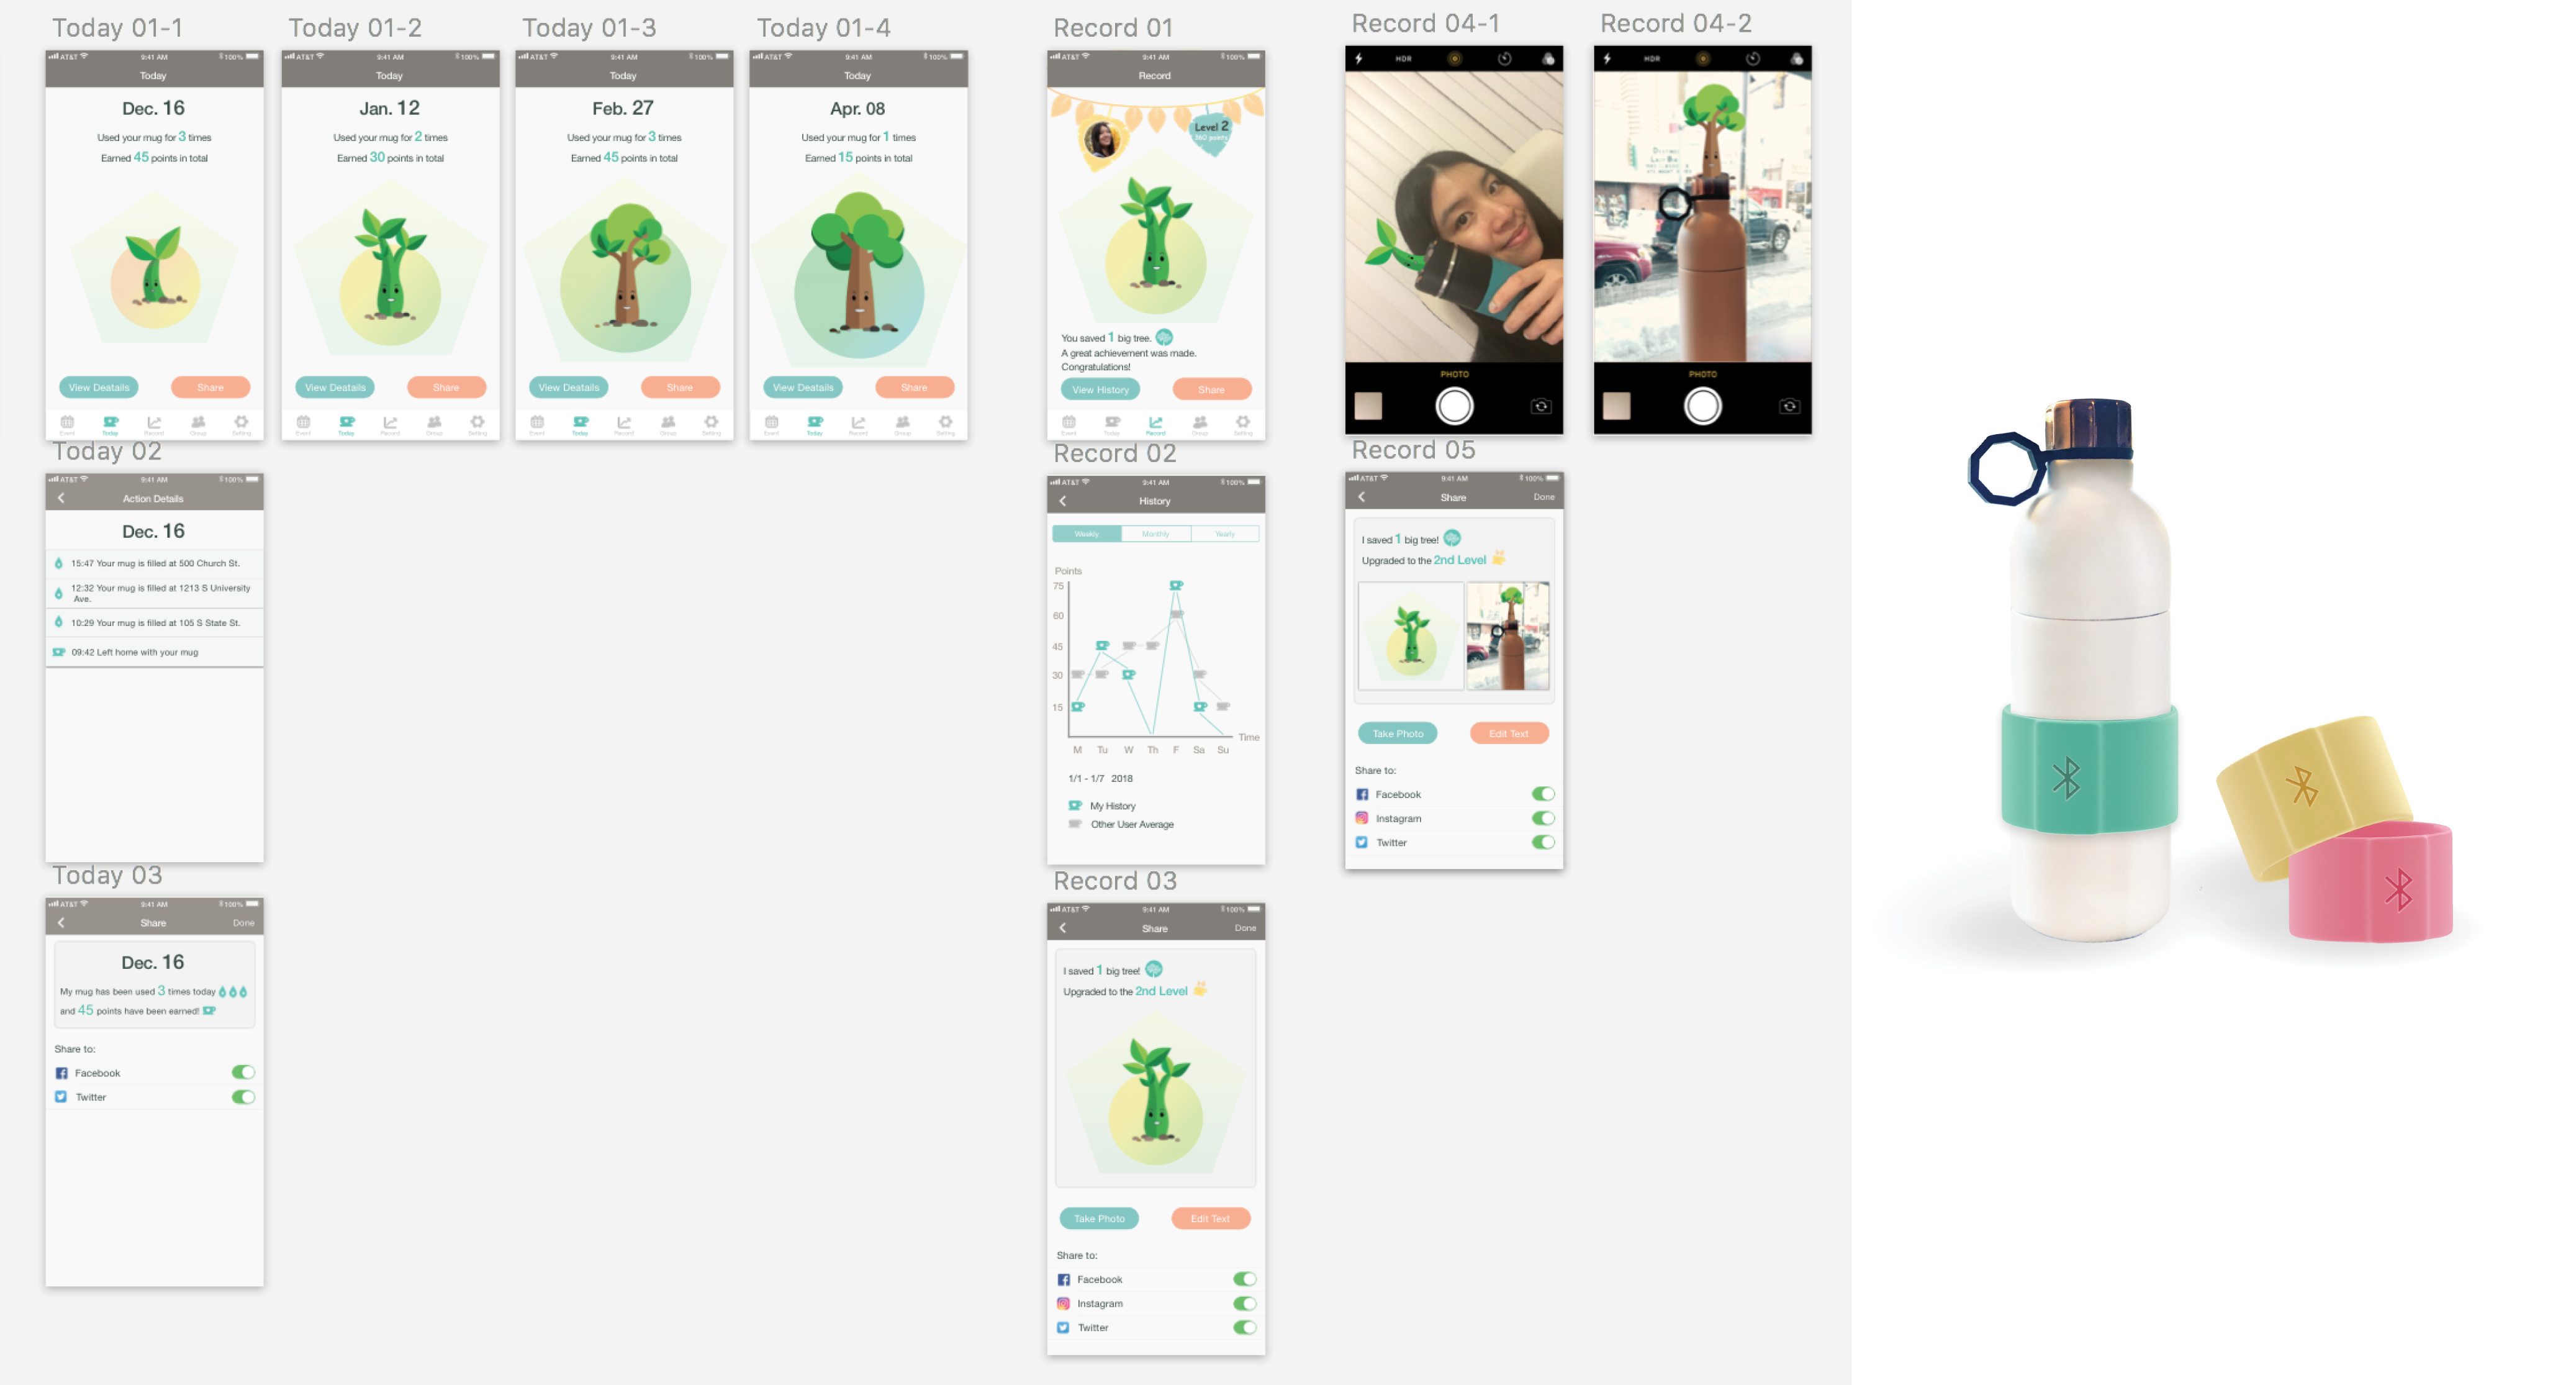 Today 01-1
AT&T 9:41 AM 100%
Today
Dec. 16
Used your mug for 3 times
Earned 45 points in total
View Deatails
Share
Event Today Record Group Setting
Today 01-2
AT&T 9:41 AM 100%
Today
Jan. 12
Used your mug for 2 times
Earned 30 points in total
View Deatails
Share
Event Today Record Group Setting
Today 01-3
AT&T 9:41 AM 100%
Today
Feb. 27
Used your mug for 3 times
Earned 45 points in total
View Deatails
Share
Event Today Record Group Setting
Today 01-4
AT&T 9:41 AM 100%
Today
Apr. 08
Used your mug for 1 times
Earned 15 points in total
View Deatails
Share
Event Today Record Group Setting
Record 01
AT&T 9:41 AM 100%
Record
Level 2
points
You saved 1 big tree.
A great achievement was made.
Congratulations!
View History
Share
Event Today Record Group Setting
Record 04-1
HDR
PHOTO
Record 04-2
HDR
PHOTO
Today 02
AT&T 9:41 AM 100%
Action Details
Dec. 16
15:47 Your mug is filled at 500 Church St.
12:32 Your mug is filled at 1213 S University
Ave.
10:29 Your mug is filled at 105 S State St.
09:42 Left home with your mug
Record 02
AT&T 9:41 AM 100%
History
Weekly Monthly Yearly
Points
75
60
45
30
15
Time
M Tu W Th F Sa Su
1/1 - 1/7 2018
My History
Other User Average
Record 05
AT&T 9:41 AM 100%
Share Done
I saved 1 big tree!
Upgraded to the 2nd Level
Take Photo
Edit Text
Share to:
Facebook
Instagram
Twitter
Today 03
AT&T 9:41 AM 100%
Share Done
Dec. 16
My mug has been used 3 times today
and 45 points have been earned!
Share to:
Facebook
Twitter
Record 03
AT&T 9:41 AM 100%
Share Done
I saved 1 big tree!
Upgraded to the 2nd Level
Take Photo
Edit Text
Share to:
Facebook
Instagram
Twitter